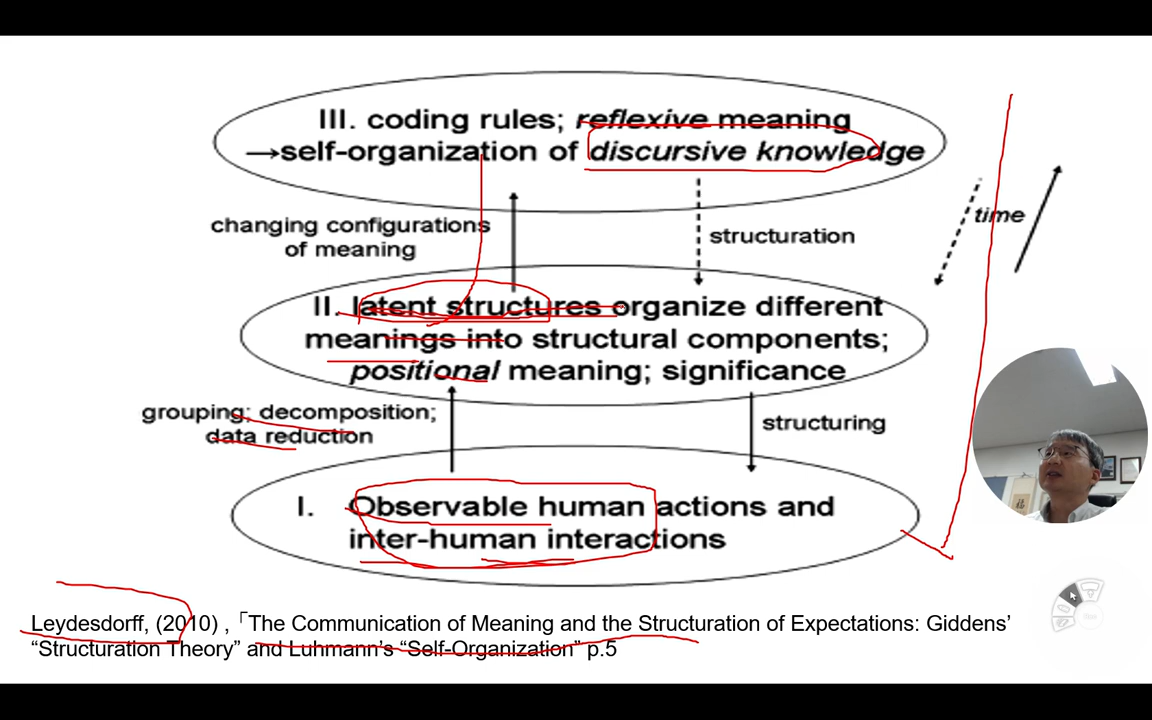 III. coding rules; reflexive meaning
→self-organization of discursive knowledge
changing configurations
of meaning
structuration
time
II. latent structures organize different
meanings into structural components;
positional meaning; significance
grouping; decomposition;
data reduction
structuring
I. Observable human actions and
inter-human interactions
Leydesdorff, (2010) ,「The Communication of Meaning and the Structuration of Expectations: Giddens’
“Structuration Theory” and Luhmann’s “Self-Organization” p.5